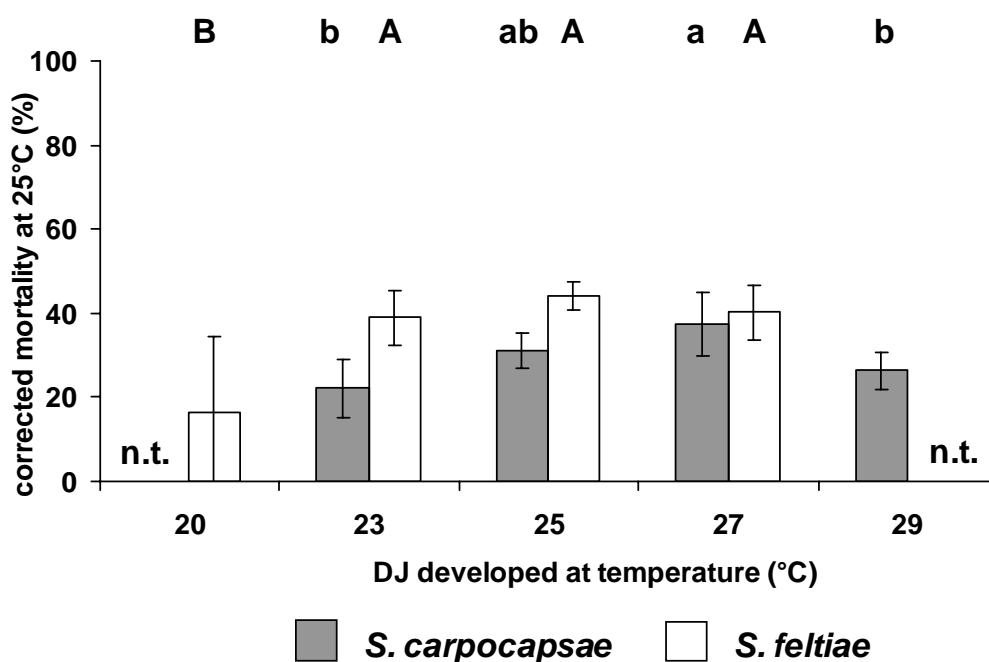 B b A ab A a A b
corrected mortality at 25°C (%)
100
80
60
40
20
0
n.t.
n.t.
20 23 25 27 29
DJ developed at temperature (°C)
S. carpocapsae S. feltiae